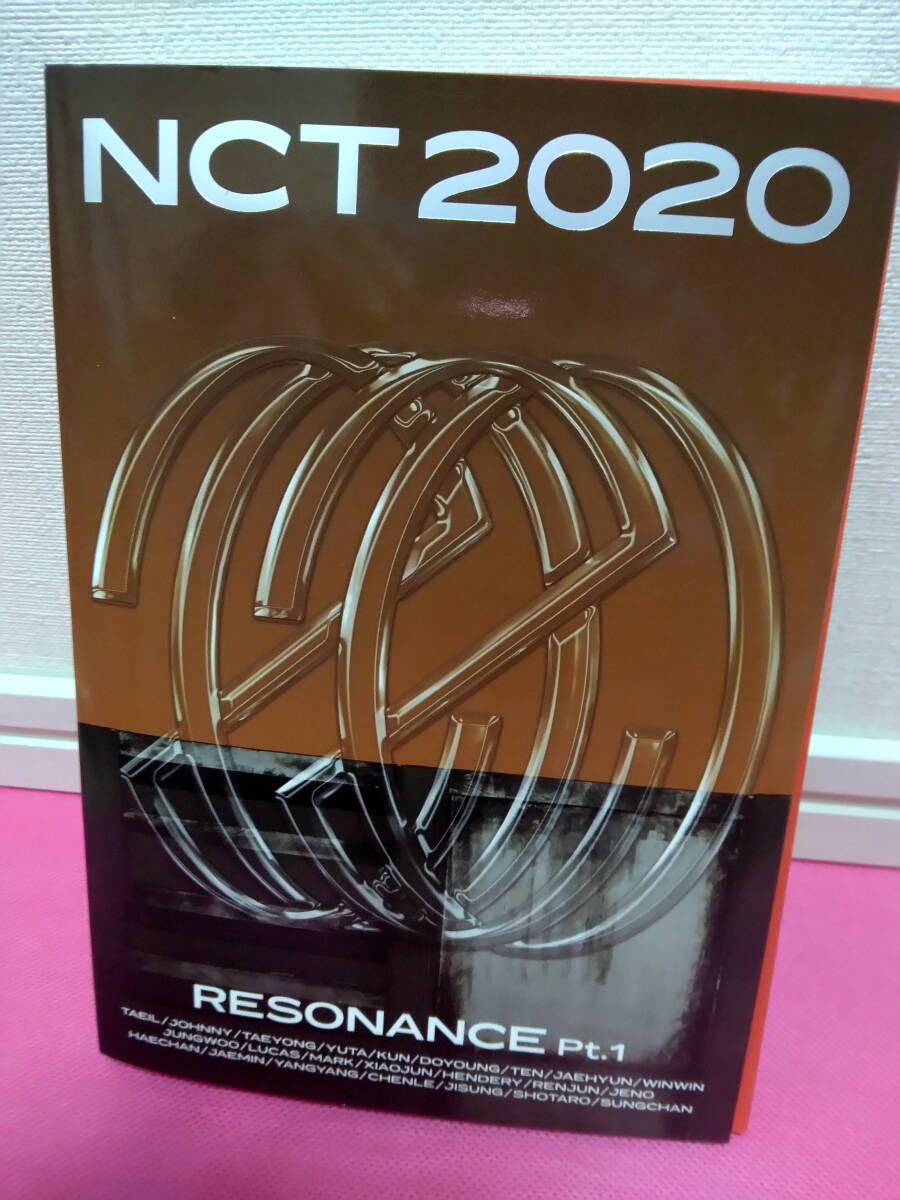 NCT 2020
RESONANCE Pt.1
TAEIL/JOHNNY/TAEYONG/YUTA/KUN/DOYOUNG/TEN/JAEHYUN/WINWIN
JUNGWOO/LUCAS/MARK/XIAOJUN/HENDERY/RENJUN/JENO
HAECHAN/JAEMIN/YANGYANG/CHENLE/JISUNG/SHOTARO/SUNGCHAN